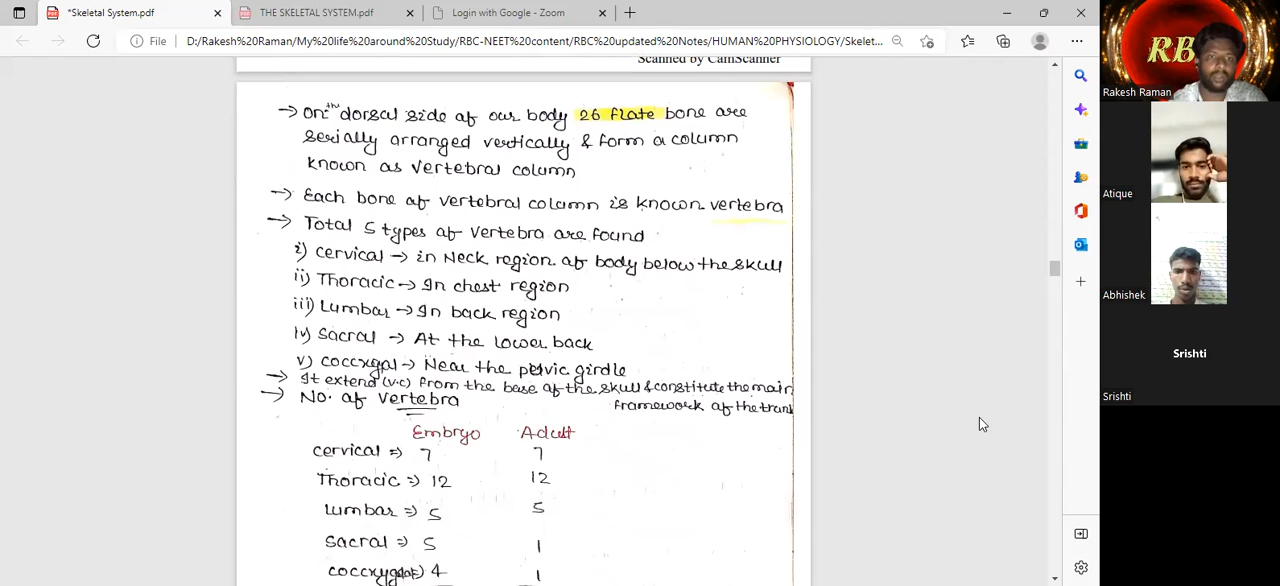 *Skeletal System.pdf
THE SKELETAL SYSTEM.pdf
Login with Google - Zoom
File
D:/Rakesh%20Raman/My%20life%20around%20Study/RBC-NEET%20content/RBC%20updated%20Notes/HUMAN%20PHYSIOLOGY/Skelet...
Scanned by CamScanner
→ On the dorsal side of our body 26 flate bone are
serially arranged vertically & form a column
known as vertebral column
→ Each bone of vertebral column is known vertebra
→ Total 5 types of vertebra are found
i) cervical → in Neck region of body below the skull
ii) Thoracic → In chest region
iii) Lumbar → In back region
iv) Sacral → At the lower back
v) coccxgal → Near the pelvic girdle
→ It extend (v.c) from the base of the skull & constitute the main
framework of the trunk
→ No. of vertebra
Embryo Adult
cervical ⇒ 7 7
Thoracic ⇒ 12 12
lumbar ⇒ 5 5
sacral ⇒ 5 1
4 1
RB
Rakesh Raman
Atique
Abhishek
Srishti
Srishti